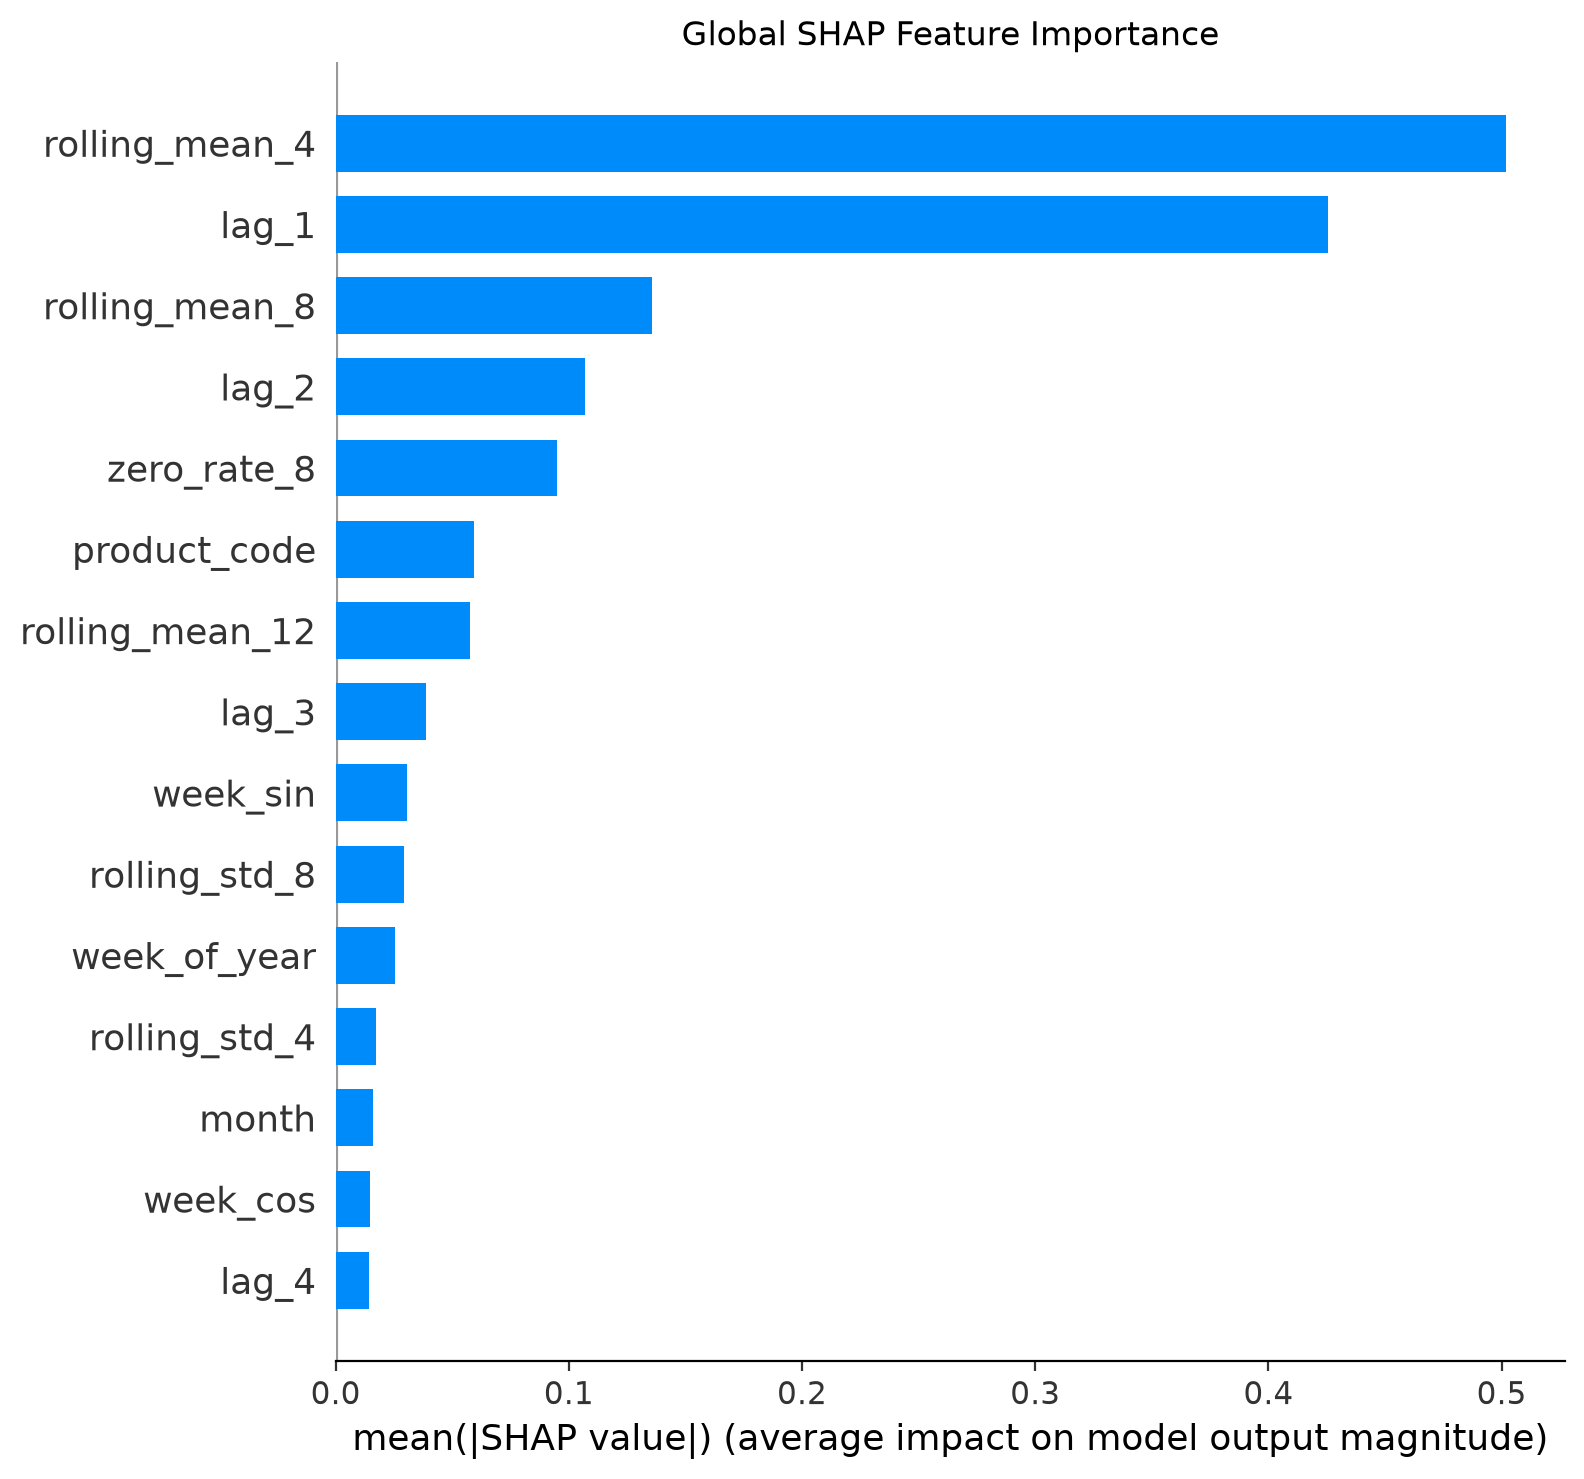 Global SHAP Feature Importance
rolling_mean_4
lag_1
rolling_mean_8
lag_2
zero_rate_8
product_code
rolling_mean_12
lag_3
week_sin
rolling_std_8
week_of_year
rolling_std_4
month
week_cos
lag_4
0.0 0.1 0.2 0.3 0.4 0.5
mean(|SHAP value|) (average impact on model output magnitude)